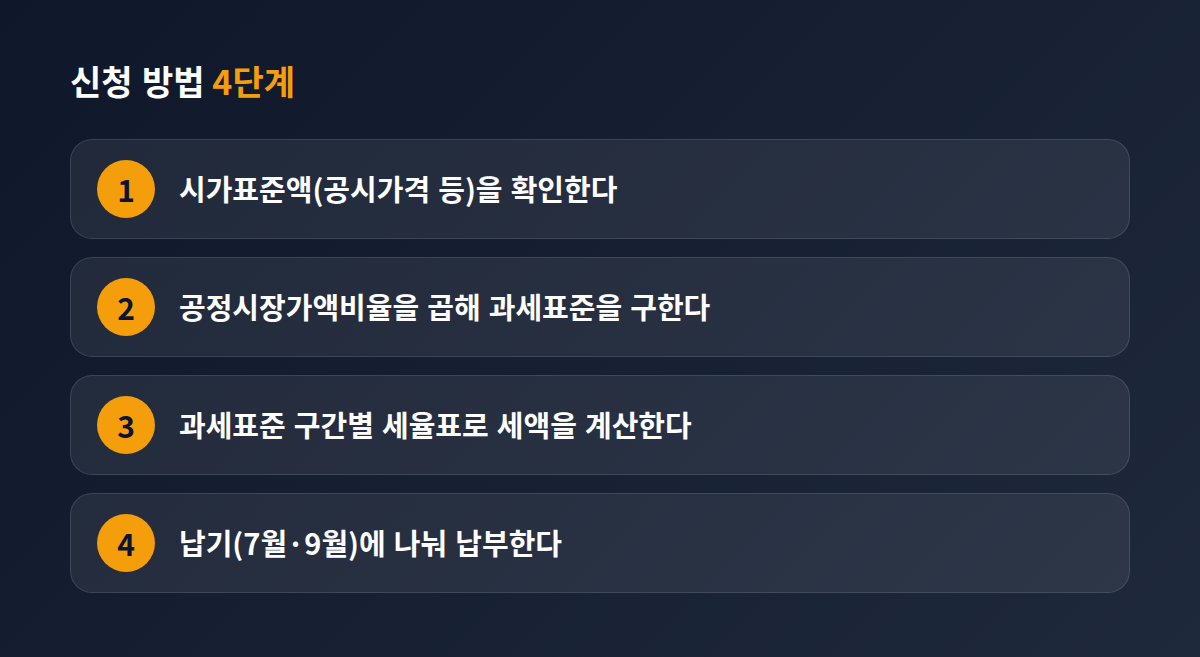 신청 방법 4단계
1 시가표준액(공시가격 등)을 확인한다
2 공정시장가액비율을 곱해 과세표준을 구한다
3 과세표준 구간별 세율표로 세액을 계산한다
4 납기(7월·9월)에 나눠 납부한다